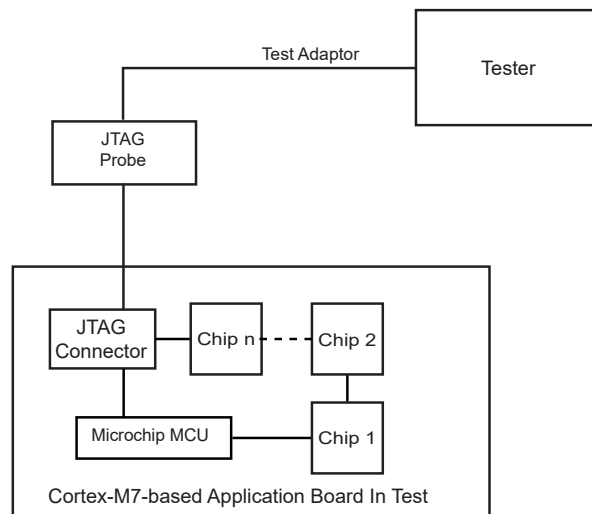 Test Adaptor
Tester
JTAG
Probe
JTAG
Connector
Chip n
Chip 2
Microchip MCU
Chip 1
Cortex-M7-based Application Board In Test